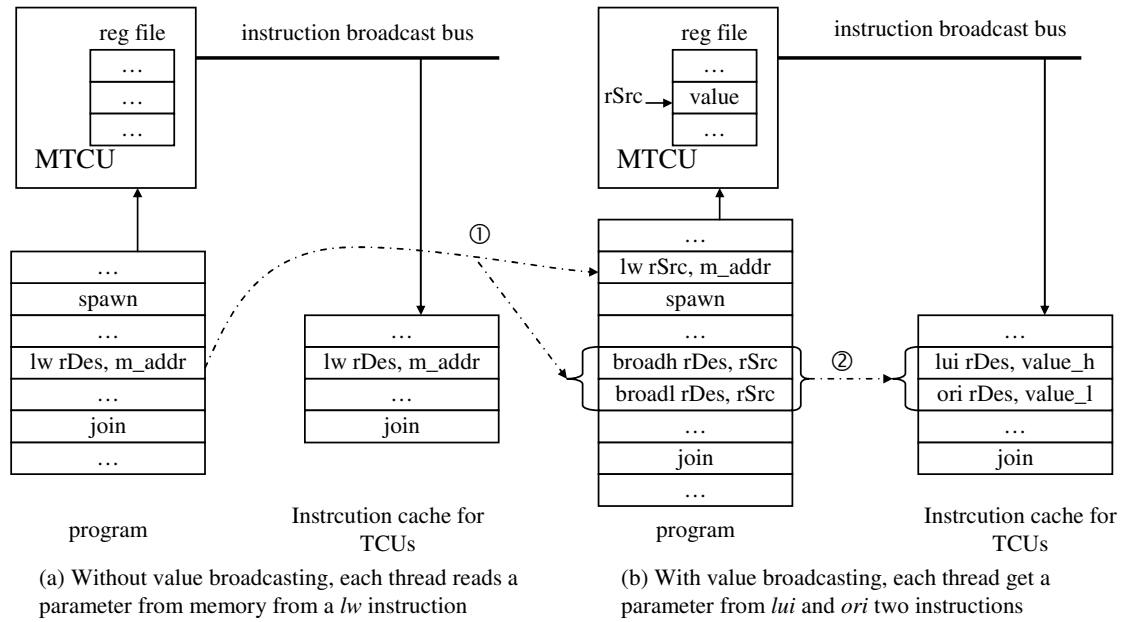 reg file
instruction broadcast bus
…
…
…
MTCU
…
spawn
…
lw rDes, m_addr
…
join
…
program
…
lw rDes, m_addr
…
join
Instrcution cache for
TCUs
(a) Without value broadcasting, each thread reads a
parameter from memory from a lw instruction
①
reg file
instruction broadcast bus
…
rSrc
value
…
MTCU
…
lw rSrc, m_addr
spawn
…
broadh rDes, rSrc
broadl rDes, rSrc
…
join
…
program
②
…
lui rDes, value_h
ori rDes, value_l
…
join
Instrcution cache for
TCUs
(b) With value broadcasting, each thread get a
parameter from lui and ori two instructions